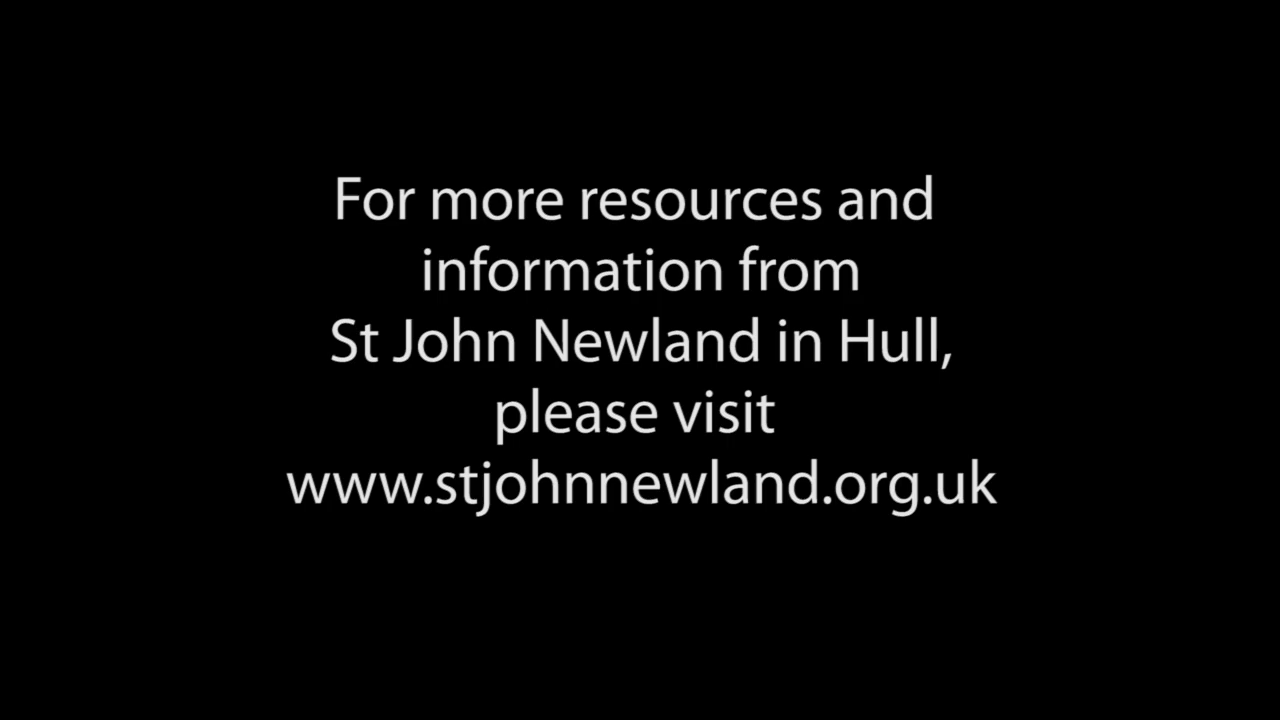 For more resources and
information from
St John Newland in Hull,
please visit
www.stjohnnewland.org.uk